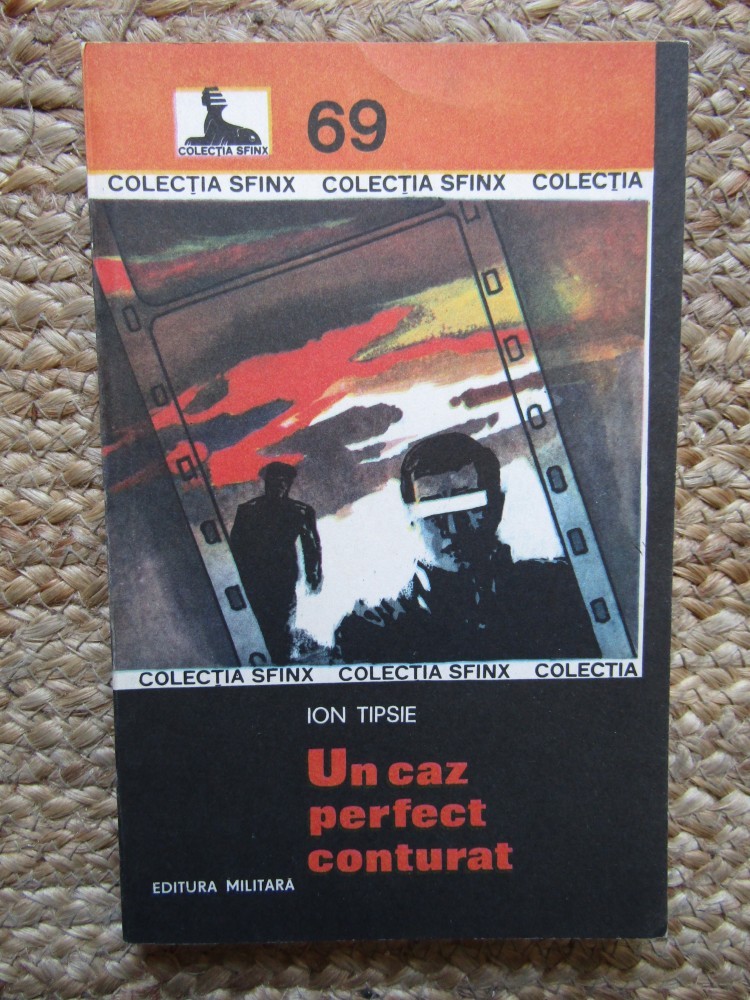 COLECȚIA SFINX
69
COLECȚIA SFINX COLECȚIA SFINX COLECȚIA
COLECȚIA SFINX COLECȚIA SFINX COLECȚIA
ION TIPSIE
Un caz
perfect
conturat
EDITURA MILITARĂ